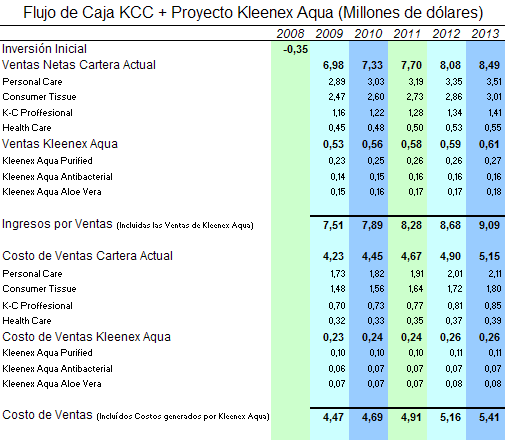 Flujo de Caja KCC + Proyecto Kleenex Aqua (Millones de dólares)
2008 2009 2010 2011 2012 2013
Inversión Inicial -0,35
Ventas Netas Cartera Actual 6,98 7,33 7,70 8,08 8,49
Personal Care 2,89 3,03 3,19 3,35 3,51
Consumer Tissue 2,47 2,60 2,73 2,86 3,01
K-C Proffesional 1,16 1,22 1,28 1,34 1,41
Health Care 0,45 0,48 0,50 0,53 0,55
Ventas Kleenex Aqua 0,53 0,56 0,58 0,59 0,61
Kleenex Aqua Purified 0,23 0,25 0,26 0,26 0,27
Kleenex Aqua Antibacterial 0,14 0,15 0,16 0,16 0,16
Kleenex Aqua Aloe Vera 0,15 0,16 0,17 0,17 0,18
Ingresos por Ventas (Incluidas las Ventas de Kleenex Aqua) 7,51 7,89 8,28 8,68 9,09
Costo de Ventas Cartera Actual 4,23 4,45 4,67 4,90 5,15
Personal Care 1,73 1,82 1,91 2,01 2,11
Consumer Tissue 1,48 1,56 1,64 1,72 1,80
K-C Proffesional 0,70 0,73 0,77 0,81 0,85
Health Care 0,32 0,33 0,35 0,37 0,39
Costo de Ventas Kleenex Aqua 0,23 0,24 0,24 0,26 0,26
Kleenex Aqua Purified 0,10 0,10 0,10 0,11 0,11
Kleenex Aqua Antibacterial 0,06 0,07 0,07 0,07 0,07
Kleenex Aqua Aloe Vera 0,07 0,07 0,07 0,08 0,08
Costo de Ventas (Incluídos Costos generados por Kleenex Aqua) 4,47 4,69 4,91 5,16 5,41